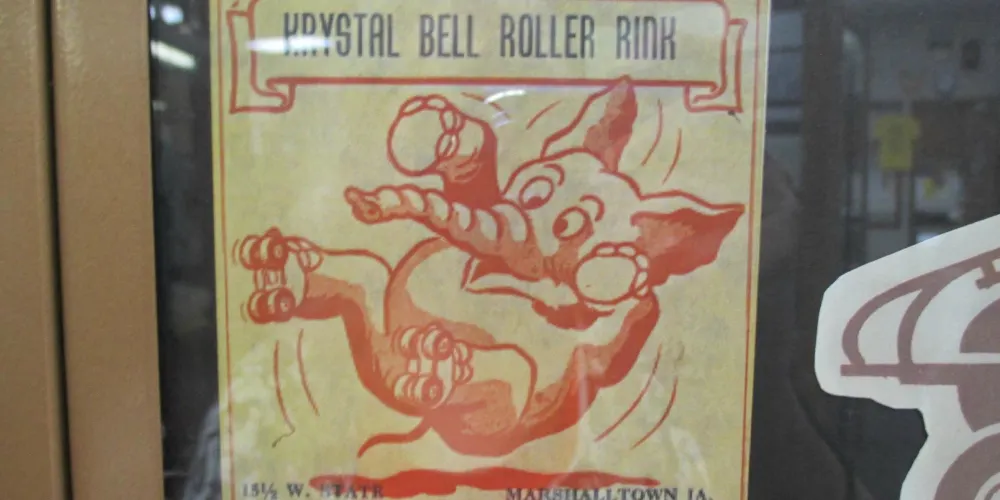 KRYSTAL BELL ROLLER RINK
15½ W. STATE MARSHALLTOWN IA.